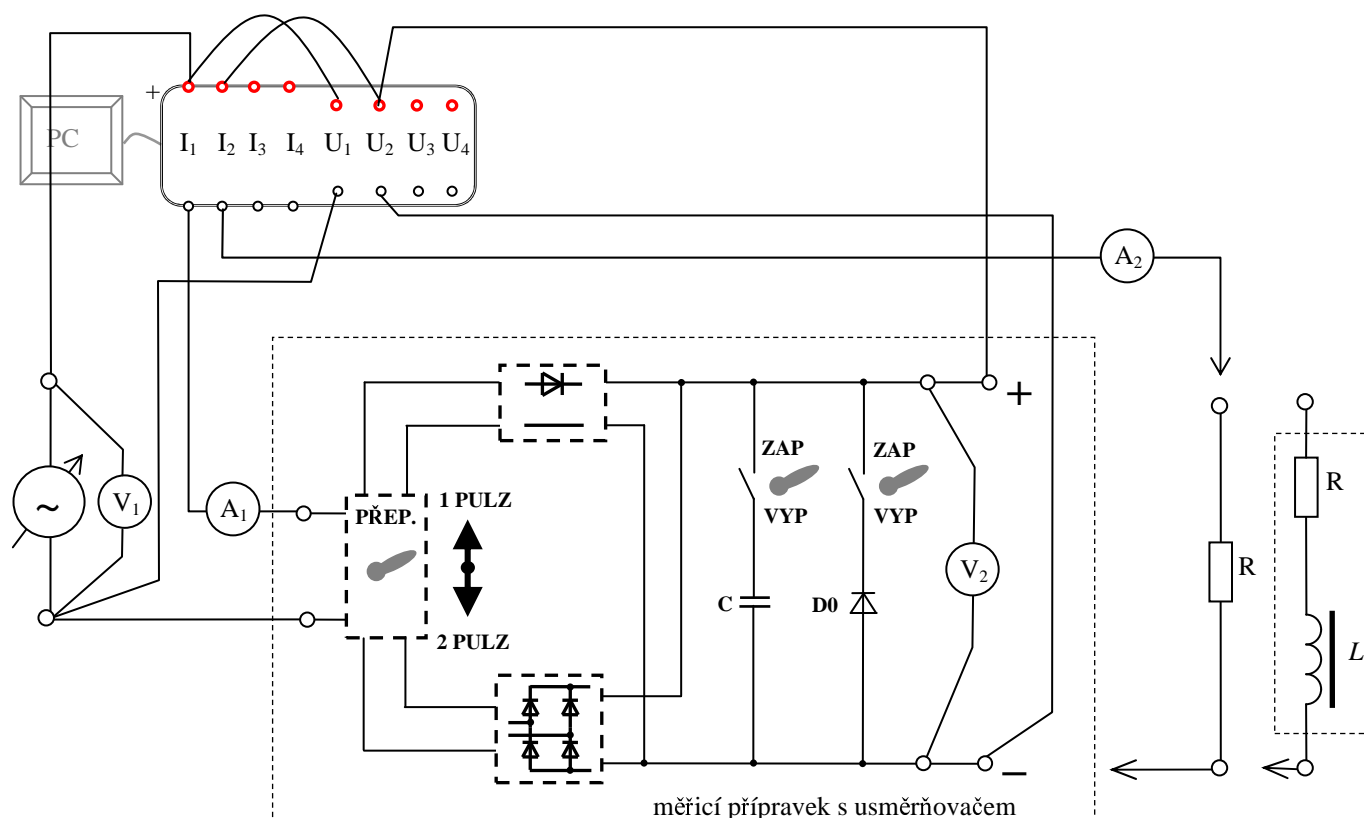 +
PC
I₁ I₂ I₃ I₄ U₁ U₂ U₃ U₄
A₂
+
ZAP
ZAP
R
V₁
~
A₁
PŘEP.
1 PULZ
VYP
VYP
V₂
R
C
D0
2 PULZ
L
−
měřicí přípravek s usměrňovačem